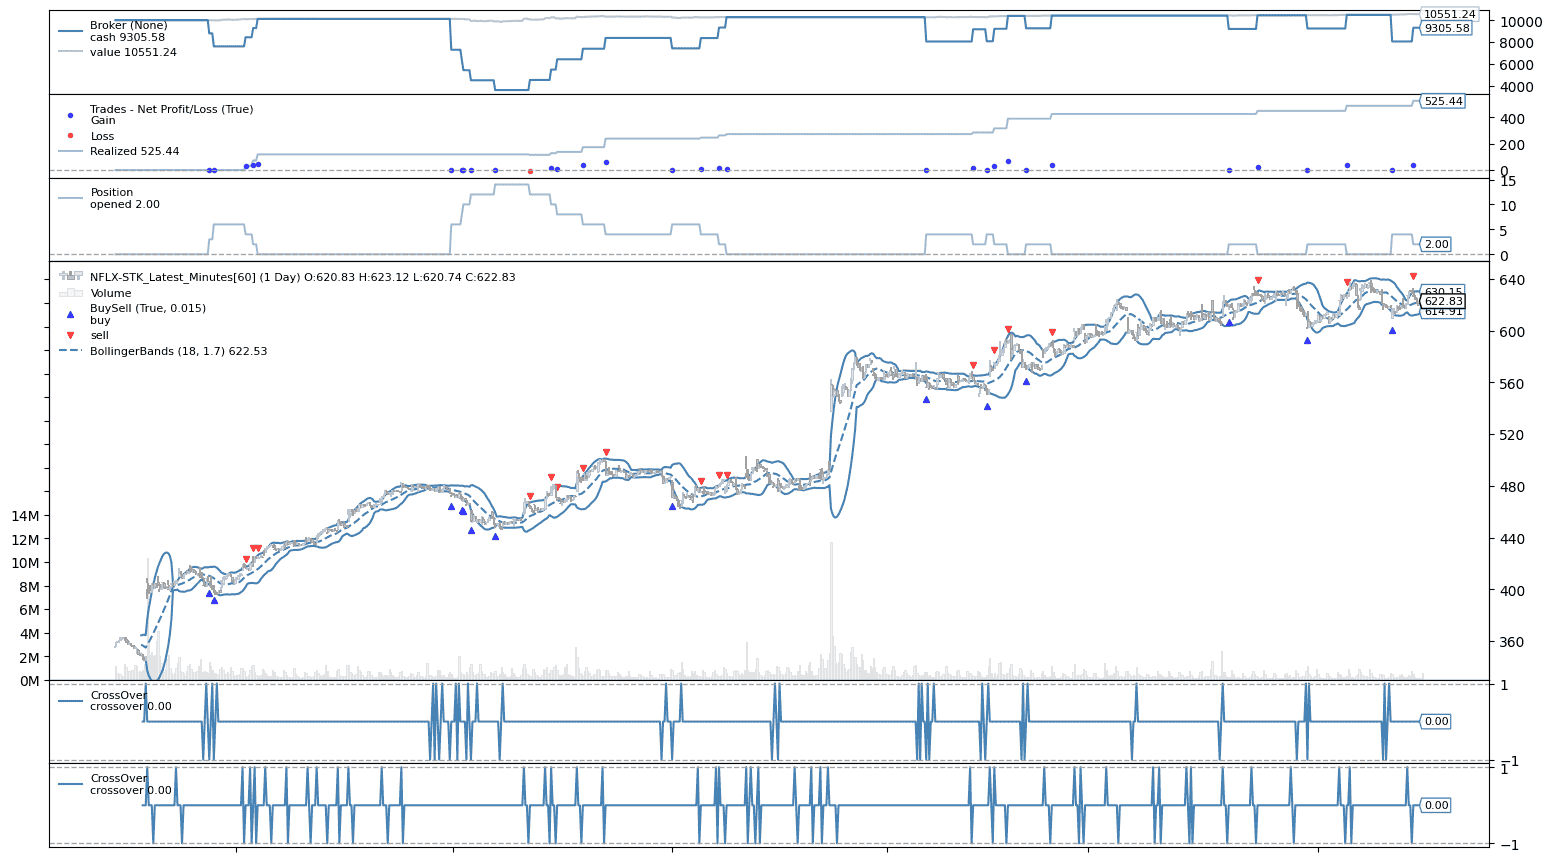 Broker (None)
cash 9305.58
value 10551.24
10551.24
9305.58
10000
8000
6000
4000
Trades - Net Profit/Loss (True)
Gain
Loss
Realized 525.44
525.44
400
200
0
Position
opened 2.00
2.00
15
10
5
0
NFLX-STK_Latest_Minutes[60] (1 Day) O:620.83 H:623.12 L:620.74 C:622.83
Volume
BuySell (True, 0.015)
buy
sell
BollingerBands (18, 1.7) 622.53
630.15
622.83
614.91
640
600
560
520
480
440
400
360
14M
12M
10M
8M
6M
4M
2M
0M
CrossOver
crossover 0.00
0.00
1
−1
CrossOver
crossover 0.00
0.00
1
−1